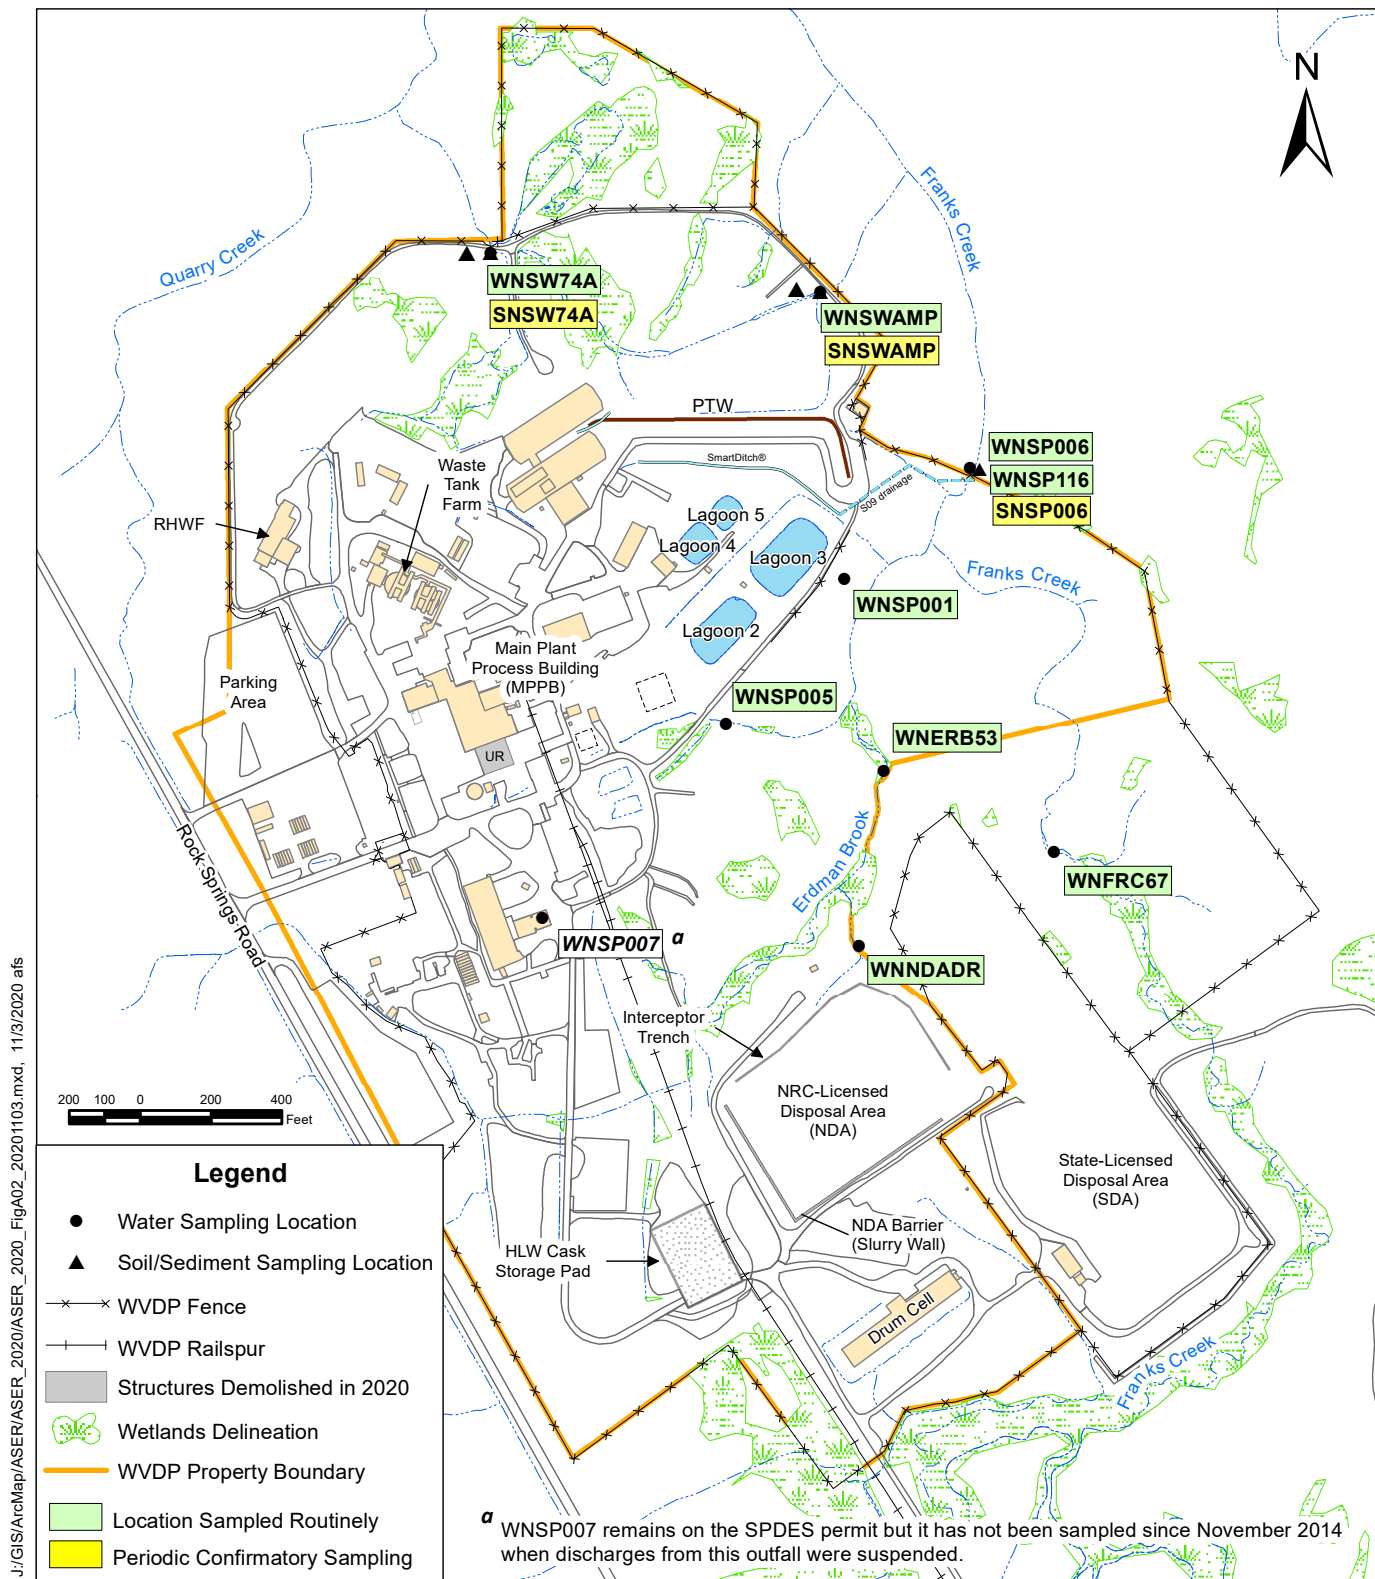 N
Quarry Creek
Franks Creek
WNSW74A
SNSW74A
WNSWAMP
SNSWAMP
PTW
SmartDitch®
S09 drainage
WNSP006
WNSP116
SNSP006
Waste
Tank
Farm
RHWF
Lagoon 5
Lagoon 4
Lagoon 3
Lagoon 2
Franks Creek
WNSP001
Main Plant
Process Building
(MPPB)
Parking
Area
WNSP005
UR
WNERB53
Rock Springs Road
Erdman Brook
WNFRC67
WNSP007 a
WNNDADR
Interceptor
Trench
NRC-Licensed
Disposal Area
(NDA)
State-Licensed
Disposal Area
(SDA)
NDA Barrier
(Slurry Wall)
HLW Cask
Storage Pad
Drum Cell
Franks Creek
200 100 0 200 400
Feet
Legend
Water Sampling Location
Soil/Sediment Sampling Location
WVDP Fence
WVDP Railspur
Structures Demolished in 2020
Wetlands Delineation
WVDP Property Boundary
Location Sampled Routinely
Periodic Confirmatory Sampling
a WNSP007 remains on the SPDES permit but it has not been sampled since November 2014
when discharges from this outfall were suspended.
J:/GIS/ArcMap/ASER/ASER_2020/ASER_2020_FigA02_20201103.mxd, 11/3/2020 afs